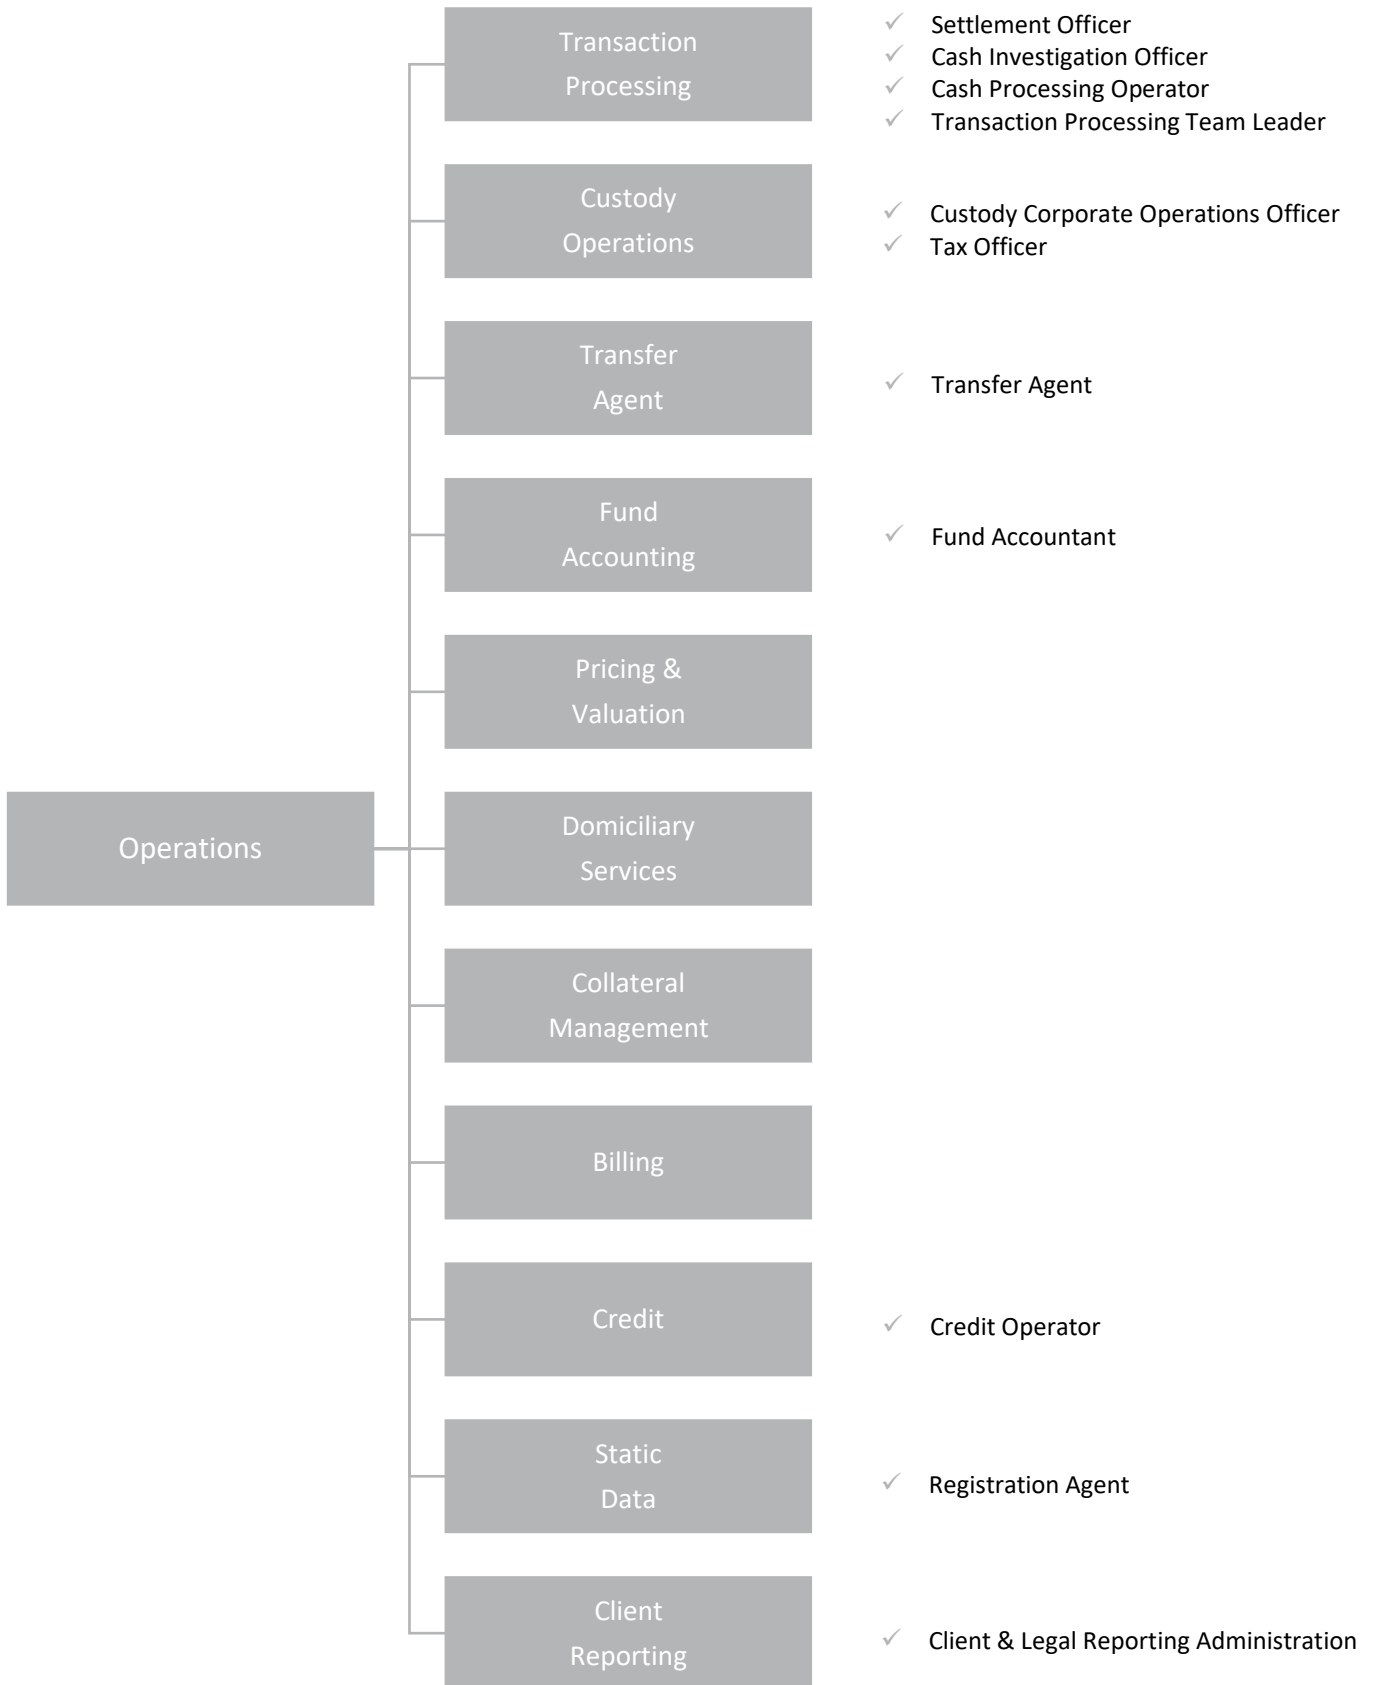 Transaction
Processing
Settlement Officer
Cash Investigation Officer
Cash Processing Operator
Transaction Processing Team Leader
Custody
Operations
Custody Corporate Operations Officer
Tax Officer
Transfer
Agent
Transfer Agent
Fund
Accounting
Fund Accountant
Pricing &
Valuation
Operations
Domiciliary
Services
Collateral
Management
Billing
Credit
Credit Operator
Static
Data
Registration Agent
Client
Reporting
Client & Legal Reporting Administration